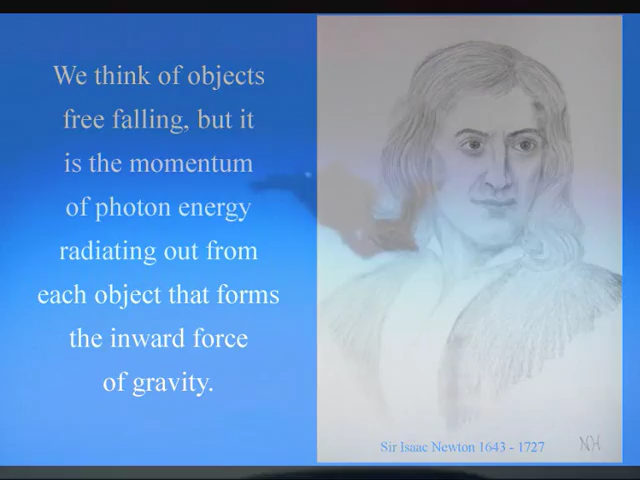 We think of objects
free falling, but it
is the momentum
of photon energy
radiating out from
each object that forms
the inward force
of gravity.
Sir Isaac Newton 1643 - 1727
NH